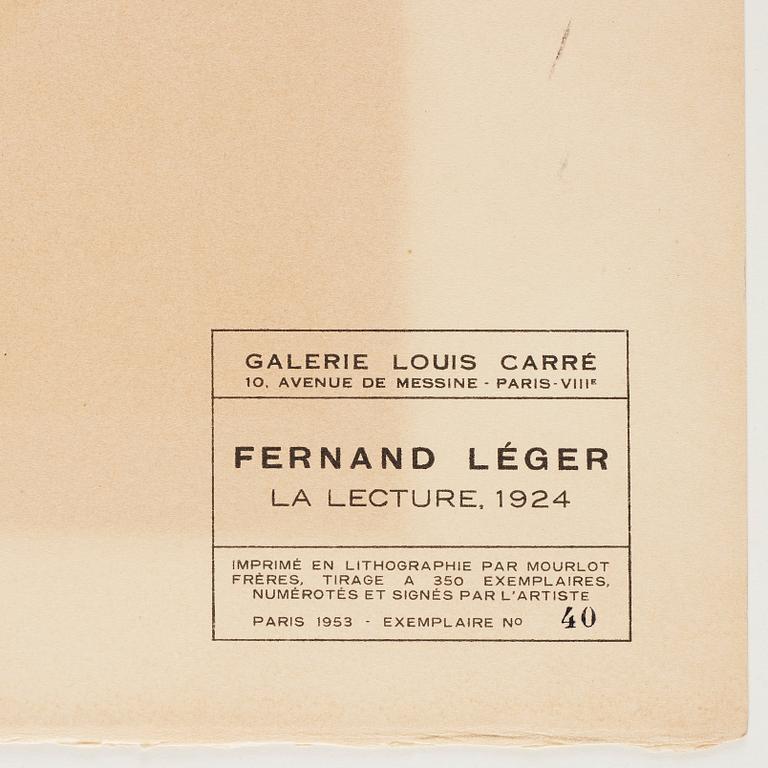 GALERIE LOUIS CARRÉ
10, AVENUE DE MESSINE - PARIS-VIIIᴱ
FERNAND LÉGER
LA LECTURE, 1924
IMPRIMÉ EN LITHOGRAPHIE PAR MOURLOT
FRÈRES, TIRAGE A 350 EXEMPLAIRES,
NUMÉROTÉS ET SIGNÉS PAR L'ARTISTE
PARIS 1953 - EXEMPLAIRE Nº 40